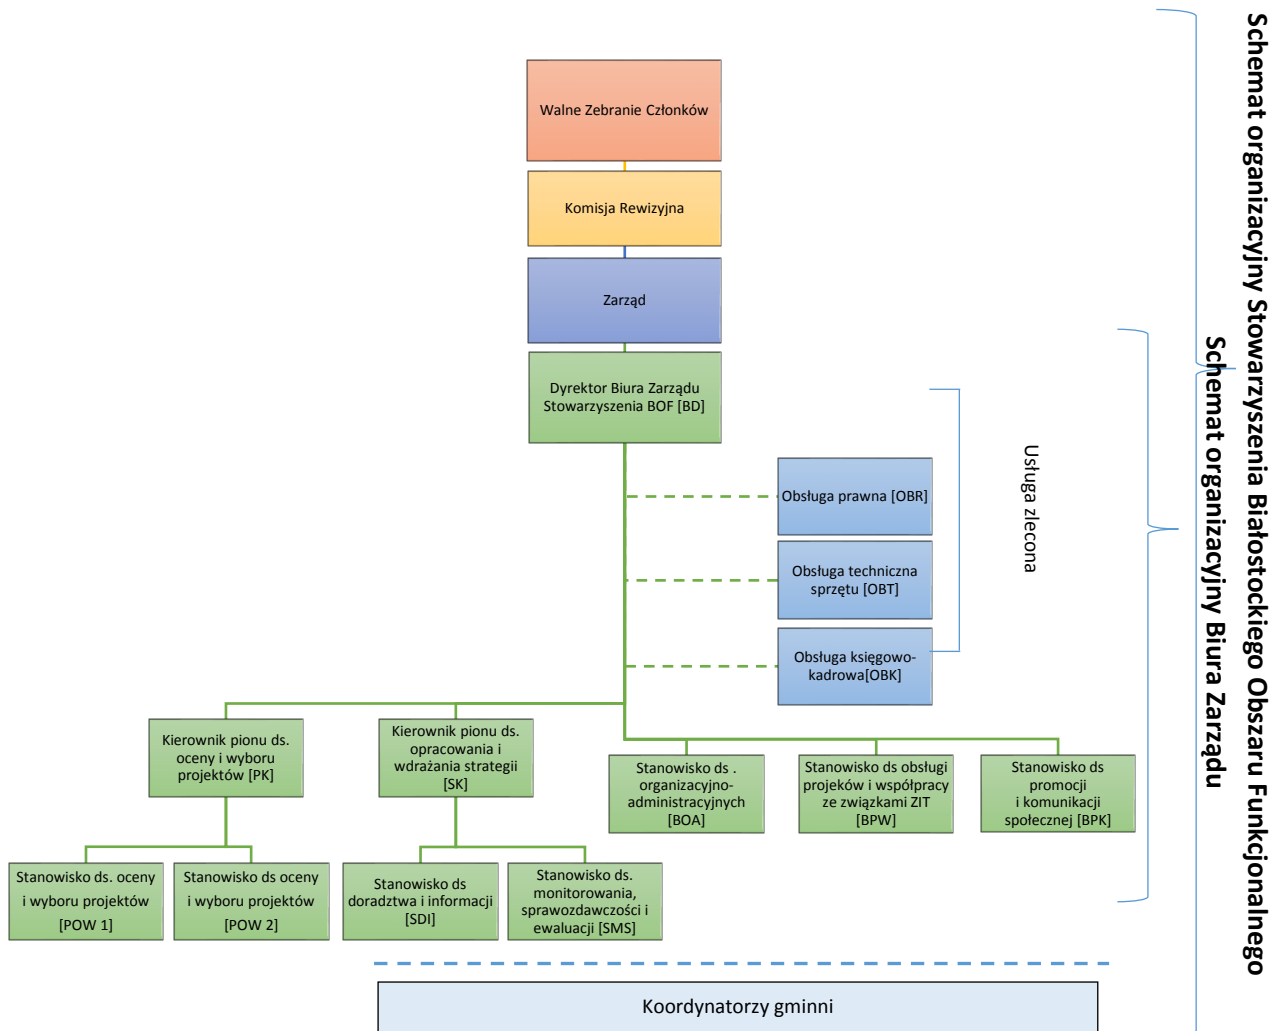 Walne Zebranie Członków
Komisja Rewizyjna
Zarząd
Dyrektor Biura Zarządu
Stowarzyszenia BOF [BD]
Obsługa prawna [OBR]
Obsługa techniczna
sprzętu [OBT]
Obsługa księgowo-
kadrowa[OBK]
Usługa zlecona
Kierownik pionu ds.
oceny i wyboru
projektów [PK]
Kierownik pionu ds.
opracowania i
wdrażania strategii
[SK]
Stanowisko ds .
organizacyjno-
administracyjnych
[BOA]
Stanowisko ds obsługi
projeków i współpracy
ze związkami ZIT
[BPW]
Stanowisko ds
promocji
i komunikacji
społecznej [BPK]
Stanowisko ds. oceny
i wyboru projektów
[POW 1]
Stanowisko ds oceny
i wyboru projektów
[POW 2]
Stanowisko ds
doradztwa i informacji
[SDI]
Stanowisko ds.
monitorowania,
sprawozdawczości i
ewaluacji [SMS]
Koordynatorzy gminni
Schemat organizacyjny Biura Zarządu
Schemat organizacyjny Stowarzyszenia Białostockiego Obszaru Funkcjonalnego